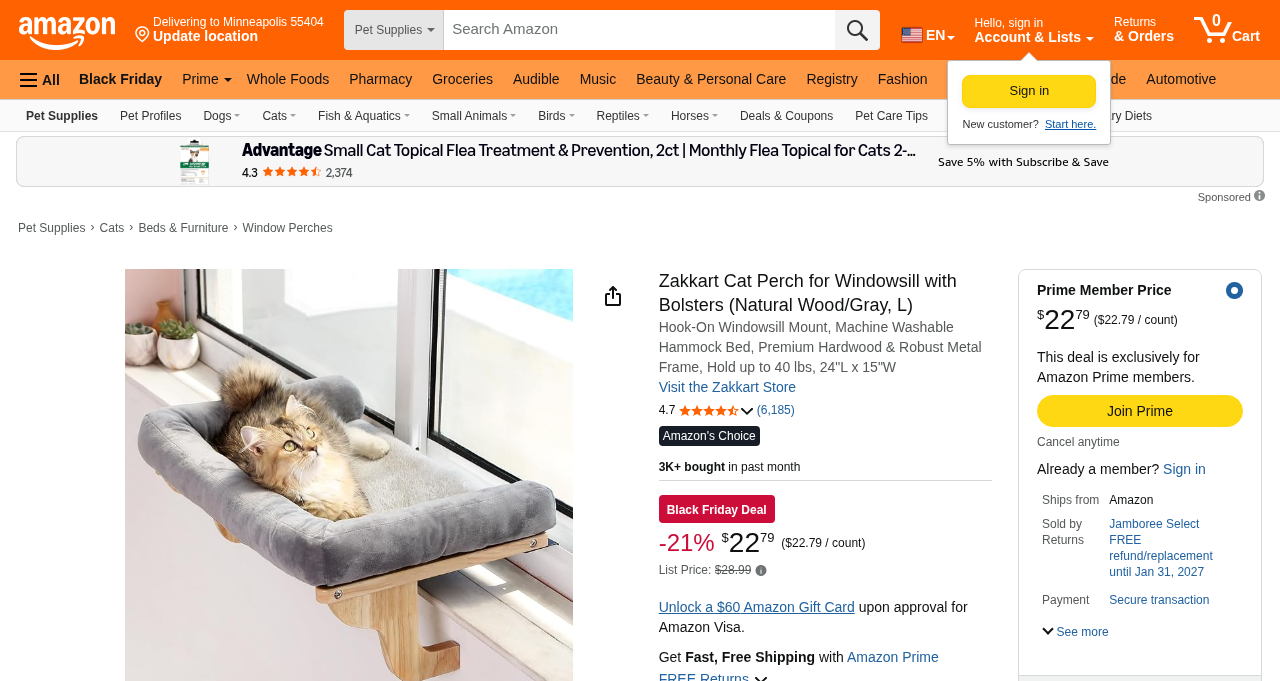 amazon
Delivering to Minneapolis 55404
Update location
Pet Supplies
Search Amazon
EN
Hello, sign in
Account & Lists
Returns
& Orders
0
Cart
All
Black Friday
Prime
Whole Foods
Pharmacy
Groceries
Audible
Music
Beauty & Personal Care
Registry
Fashion
Automotive
Sign in
New customer? Start here.
Pet Supplies
Pet Profiles
Dogs
Cats
Fish & Aquatics
Small Animals
Birds
Reptiles
Horses
Deals & Coupons
Pet Care Tips
Diets
Advantage Small Cat Topical Flea Treatment & Prevention, 2ct | Monthly Flea Topical for Cats 2-...
4.3 2,374
Save 5% with Subscribe & Save
Sponsored
Pet Supplies › Cats › Beds & Furniture › Window Perches
Zakkart Cat Perch for Windowsill with
Bolsters (Natural Wood/Gray, L)
Hook-On Windowsill Mount, Machine Washable
Hammock Bed, Premium Hardwood & Robust Metal
Frame, Hold up to 40 lbs, 24"L x 15"W
Visit the Zakkart Store
4.7 (6,185)
Amazon's Choice
3K+ bought in past month
Black Friday Deal
-21% $22 79 ($22.79 / count)
List Price: $28.99
Unlock a $60 Amazon Gift Card upon approval for
Amazon Visa.
Get Fast, Free Shipping with Amazon Prime
FREE Returns
Prime Member Price
$22 79 ($22.79 / count)
This deal is exclusively for
Amazon Prime members.
Join Prime
Cancel anytime
Already a member? Sign in
Ships from Amazon
Sold by Jamboree Select
Returns FREE
refund/replacement
until Jan 31, 2027
Payment Secure transaction
See more